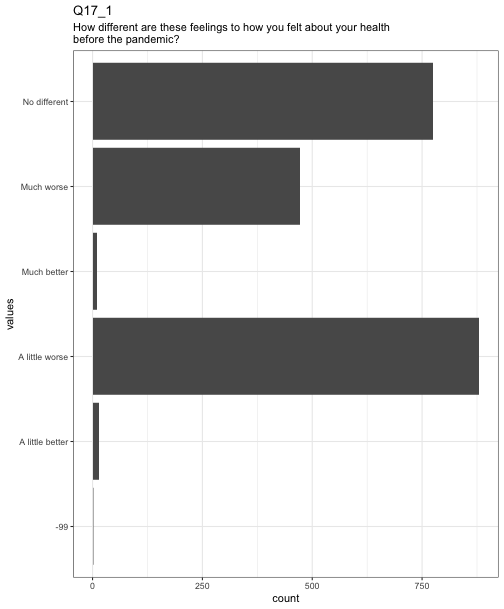 Q17_1
How different are these feelings to how you felt about your health
before the pandemic?
No different
Much worse
Much better
A little worse
A little better
-99
values
0 250 500 750
count